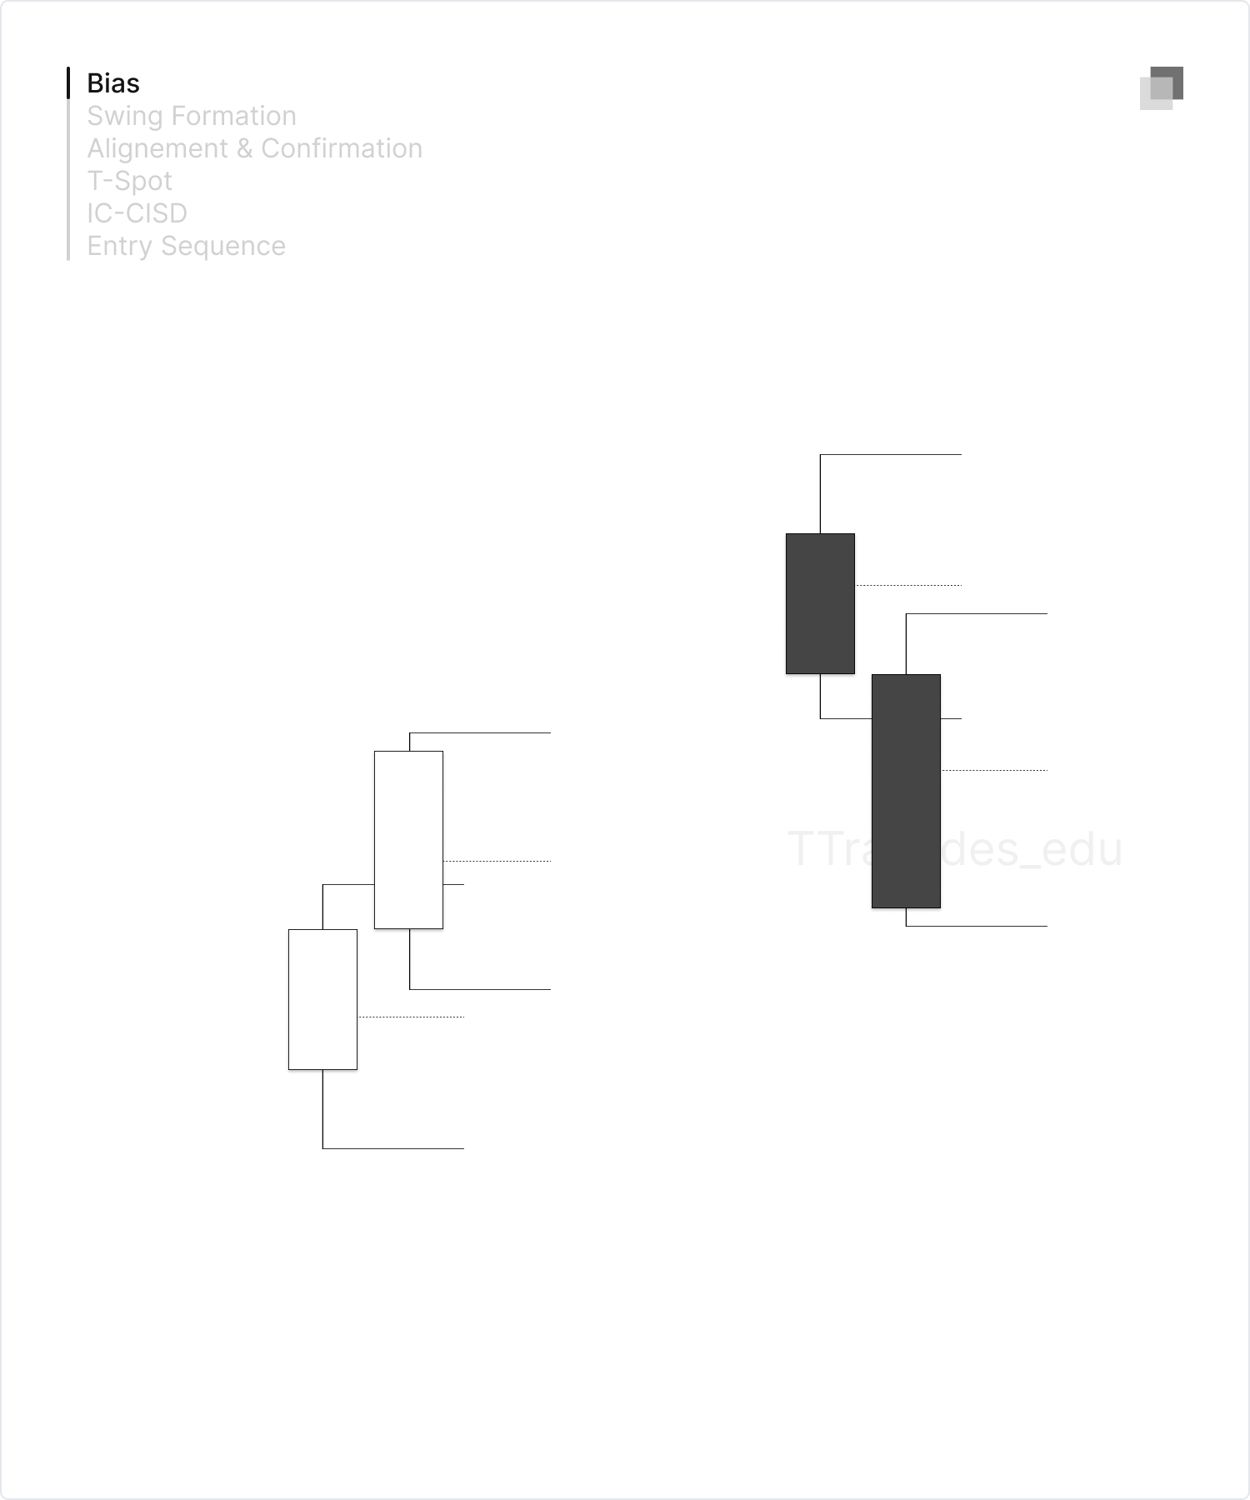 Bias
Swing Formation
Alignement & Confirmation
T-Spot
IC-CISD
Entry Sequence